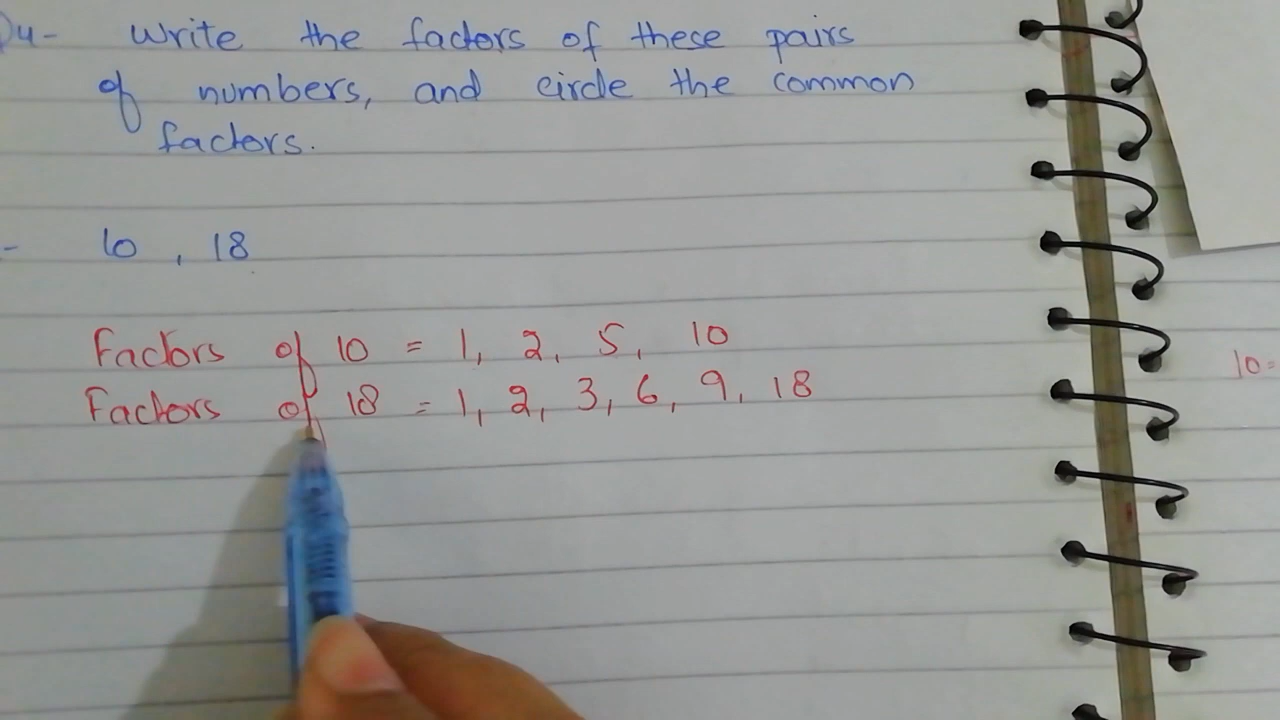 Q4- Write the factors of these pairs
of numbers, and circle the common
factors.
- 10 , 18
Factors of 10 = 1, 2, 5, 10
Factors of 18 = 1, 2, 3, 6, 9, 18
10=